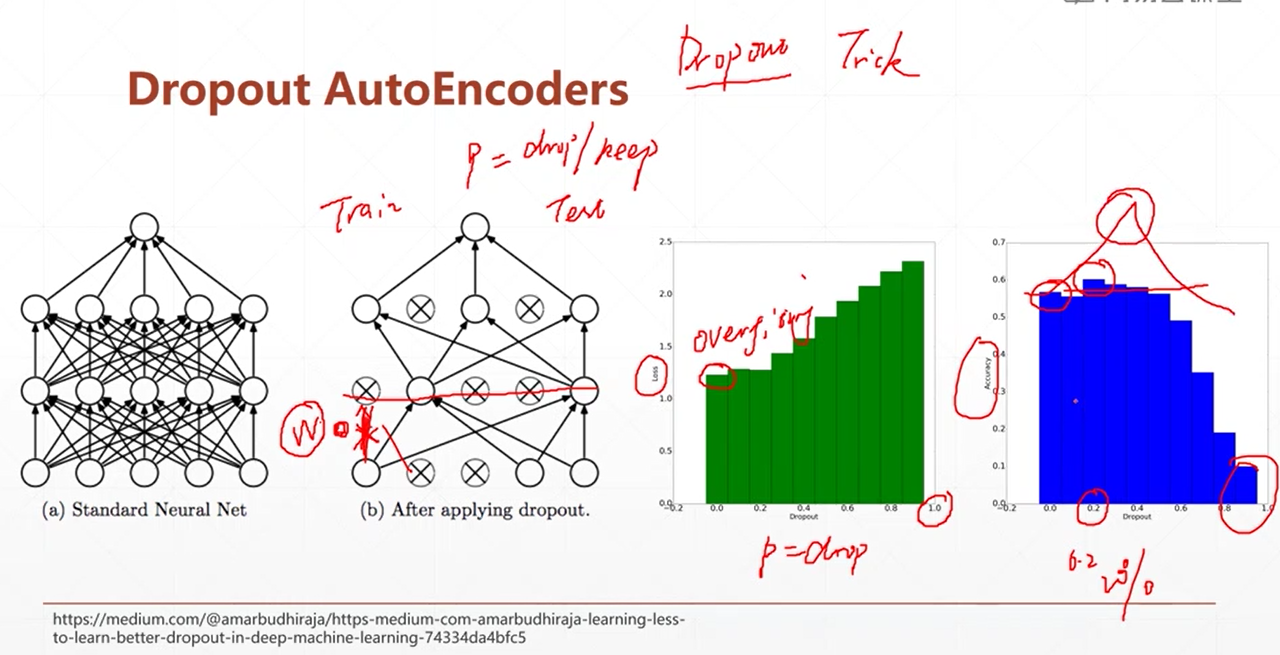 Dropout Trick
Dropout AutoEncoders
P = drop/keep
Train
Test
(a) Standard Neural Net
(b) After applying dropout.
W
Loss
2.5
2.0
1.5
1.0
0.5
0.0
-0.2 0.0 0.2 0.4 0.6 0.8 1.0
Dropout
overfitting
p = drop
Accuracy
0.7
0.6
0.5
0.4
0.3
0.2
0.1
0.0
-0.2 0.0 0.2 0.4 0.6 0.8 1.0
Dropout
0.2
20%
https://medium.com/@amarbudhiraja/https-medium-com-amarbudhiraja-learning-less-
to-learn-better-dropout-in-deep-machine-learning-74334da4bfc5